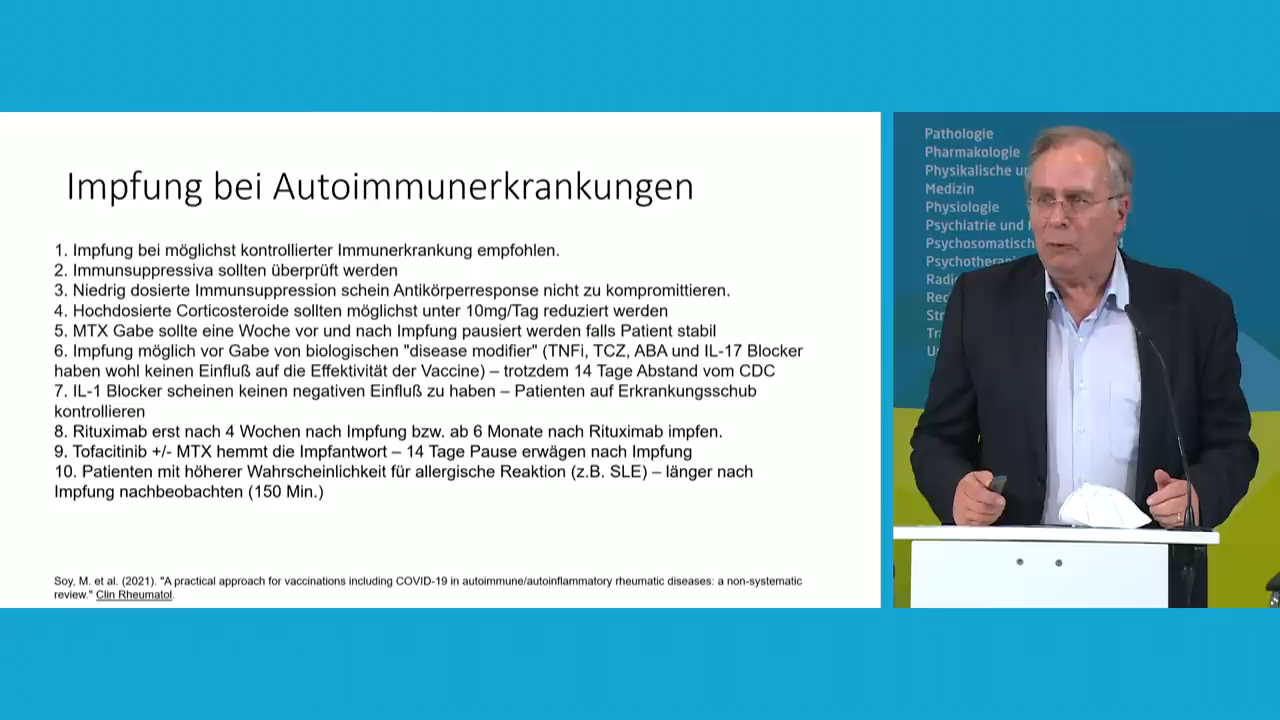 Impfung bei Autoimmunerkrankungen
1. Impfung bei möglichst kontrollierter Immunerkrankung empfohlen.
2. Immunsuppressiva sollten überprüft werden
3. Niedrig dosierte Immunsuppression schein Antikörperresponse nicht zu kompromittieren.
4. Hochdosierte Corticosteroide sollten möglichst unter 10mg/Tag reduziert werden
5. MTX Gabe sollte eine Woche vor und nach Impfung pausiert werden falls Patient stabil
6. Impfung möglich vor Gabe von biologischen "disease modifier" (TNFi, TCZ, ABA und IL-17 Blocker
haben wohl keinen Einfluß auf die Effektivität der Vaccine) – trotzdem 14 Tage Abstand vom CDC
7. IL-1 Blocker scheinen keinen negativen Einfluß zu haben – Patienten auf Erkrankungsschub
kontrollieren
8. Rituximab erst nach 4 Wochen nach Impfung bzw. ab 6 Monate nach Rituximab impfen.
9. Tofacitinib +/- MTX hemmt die Impfantwort – 14 Tage Pause erwägen nach Impfung
10. Patienten mit höherer Wahrscheinlichkeit für allergische Reaktion (z.B. SLE) – länger nach
Impfung nachbeobachten (150 Min.)
Soy, M. et al. (2021). "A practical approach for vaccinations including COVID-19 in autoimmune/autoinflammatory rheumatic diseases: a non-systematic
review." Clin Rheumatol.
Pathologie
Pharmakologie
Physikalische
Medizin
Physiologie
Psychiatrie und